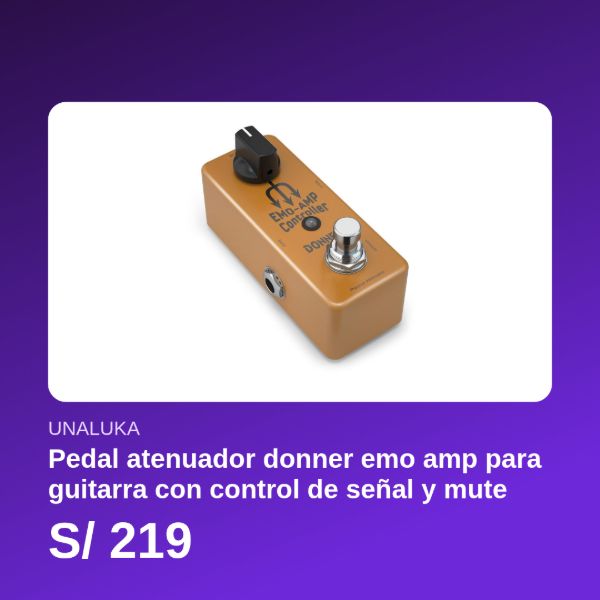 EMO-AMP
Controller
DONNER
UNALUKA
Pedal atenuador donner emo amp para
guitarra con control de señal y mute
S/ 219